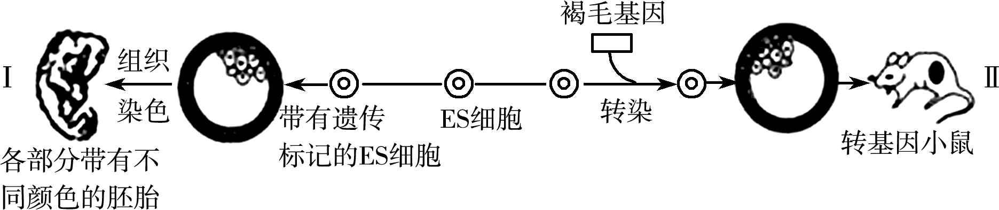 褐毛基因
Ⅰ
组织
染色
各部分带有不
同颜色的胚胎
带有遗传
标记的ES细胞
ES细胞
转染
转基因小鼠
Ⅱ